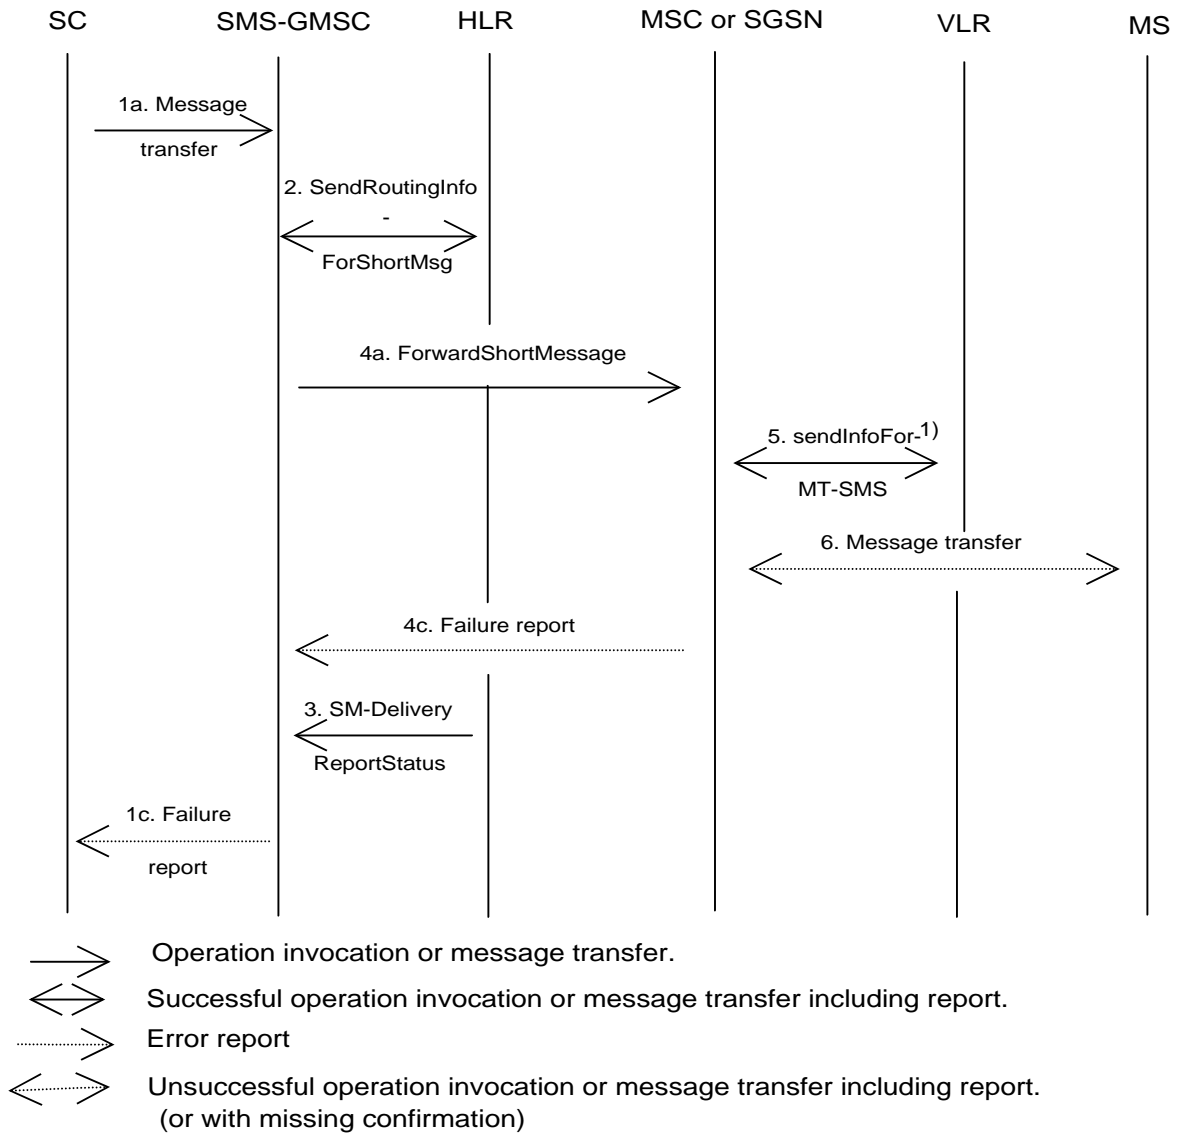 SC SMS-GMSC HLR MSC or SGSN VLR MS
1a. Message
transfer
2. SendRoutingInfo
-
ForShortMsg
4a. ForwardShortMessage
5. sendInfoFor-1)
MT-SMS
6. Message transfer
4c. Failure report
3. SM-Delivery
ReportStatus
1c. Failure
report
Operation invocation or message transfer.
Successful operation invocation or message transfer including report.
Error report
Unsuccessful operation invocation or message transfer including report.
(or with missing confirmation)